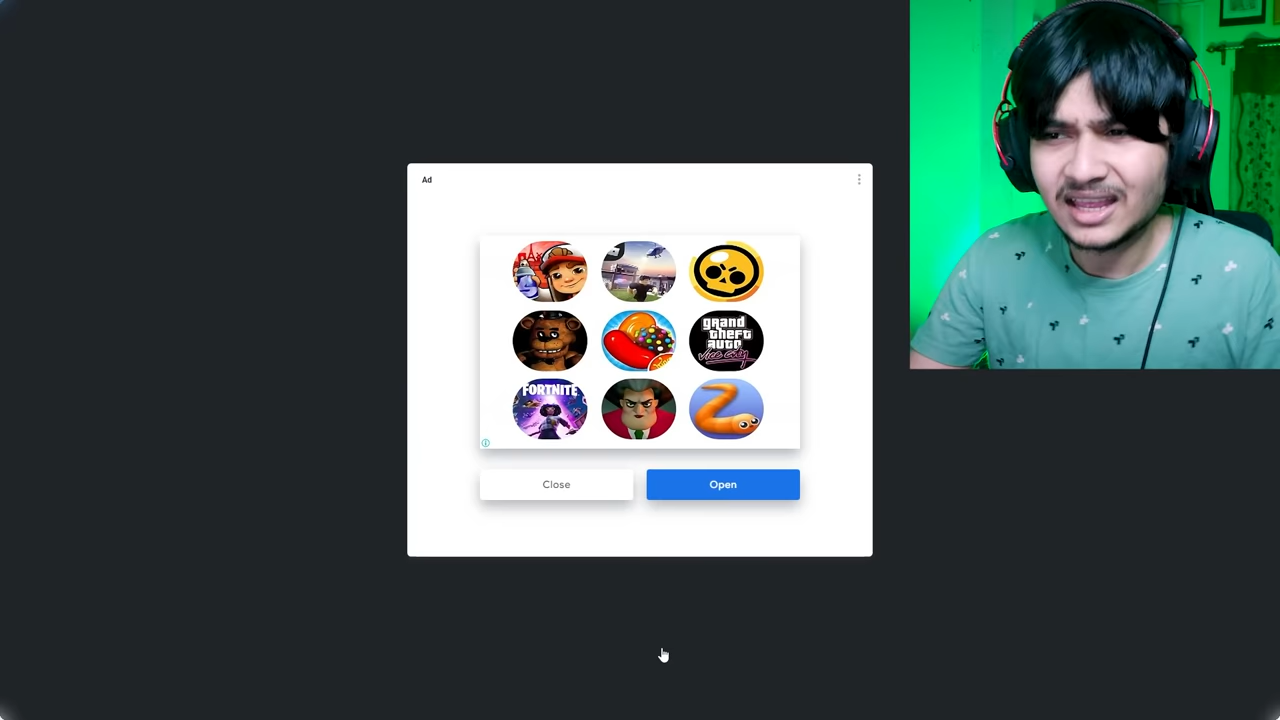 Ad
grand
theft
auto
Vice City
FORTNITE
Close
Open